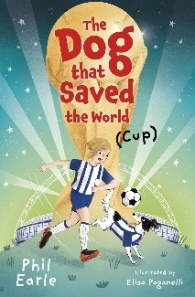 The
Dog
that
Saved
the World
(Cup)
Phil
Earle
Illustrated by
Elisa Paganelli